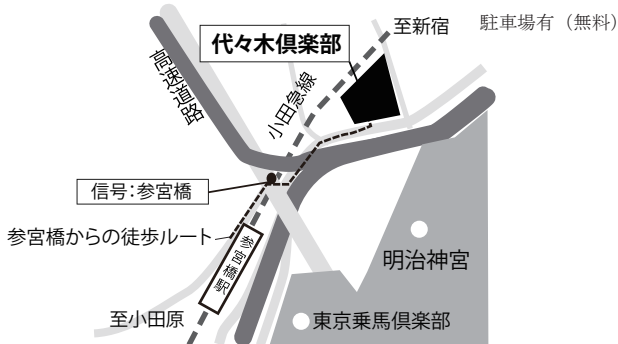 至新宿
駐車場有（無料）
代々木倶楽部
高速道路
小田急線
信号：参宮橋
参宮橋からの徒歩ルート
参宮橋駅
明治神宮
至小田原
東京乗馬倶楽部